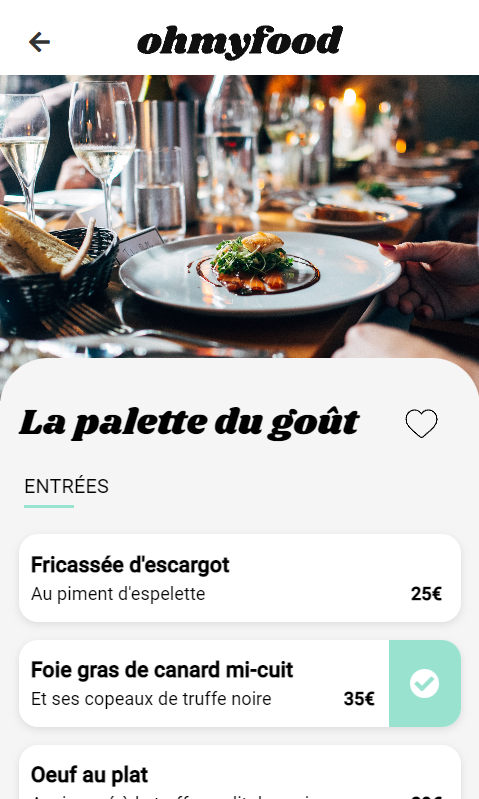 ohmyfood
La palette du goût
ENTRÉES
Fricassée d'escargot
Au piment d'espelette
25€
Foie gras de canard mi-cuit
Et ses copeaux de truffe noire
35€
Oeuf au plat